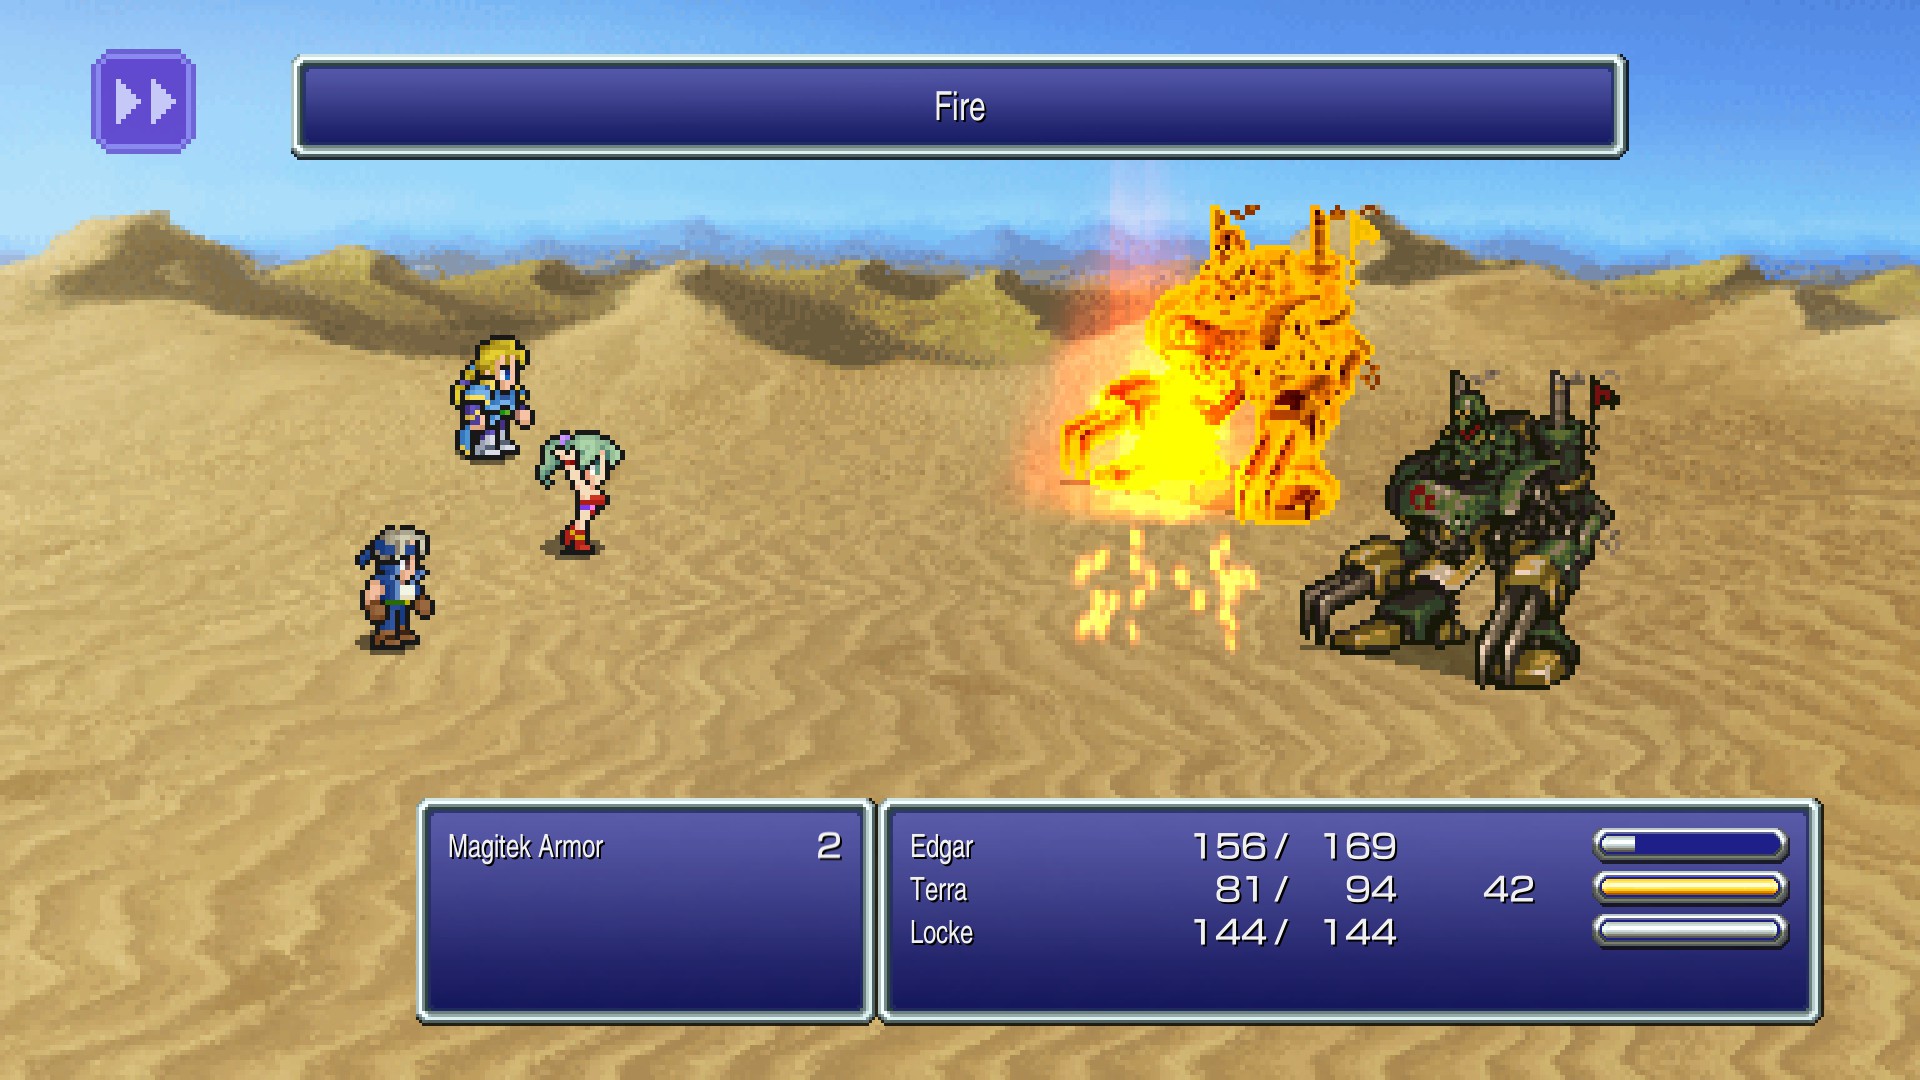 Fire
Magitek Armor 2
Edgar 156/ 169
Terra 81/ 94 42
Locke 144/ 144